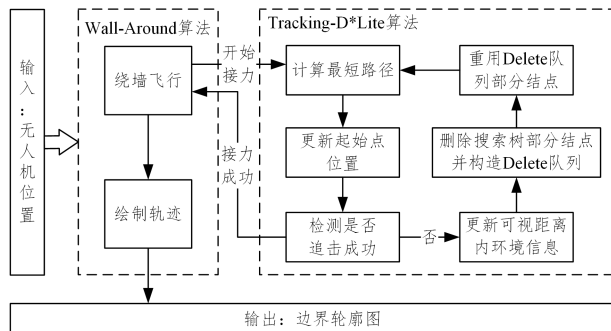 Wall-Around算法
Tracking-D*Lite算法
输入：无人机位置
绕墙飞行
开始
接力
计算最短路径
重用Delete队
列部分结点
接力
成功
更新起始点
位置
删除搜索树部分结点
并构造Delete队列
绘制轨迹
检测是否
追击成功
否
更新可视距离
内环境信息
输出：边界轮廓图